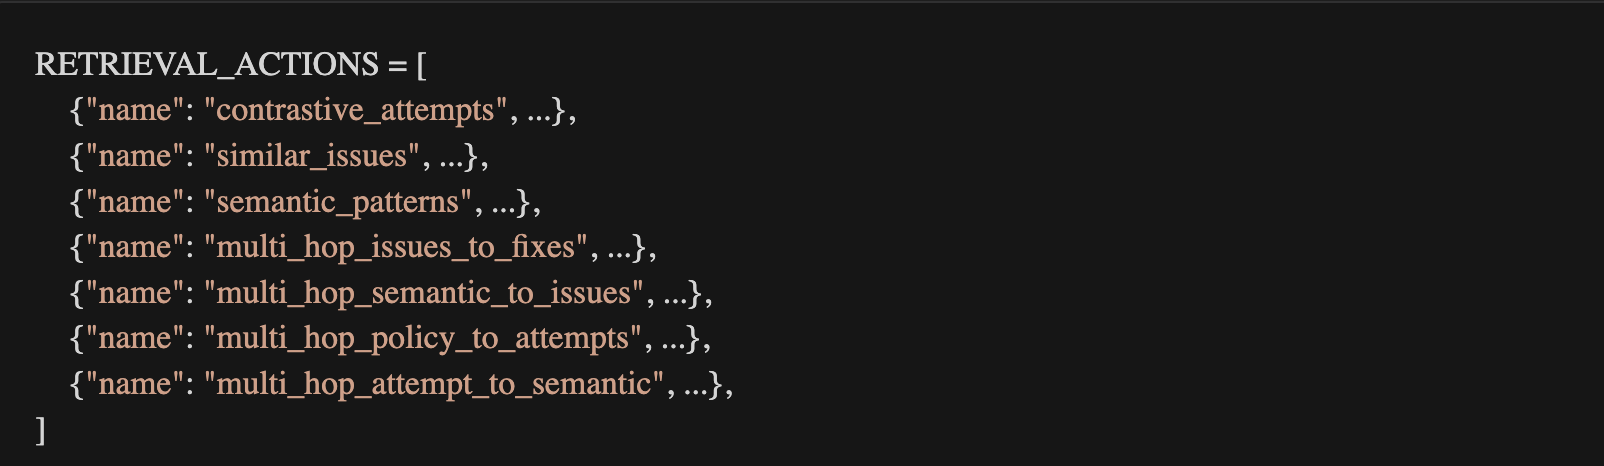 RETRIEVAL_ACTIONS = [
{"name": "contrastive_attempts", ...},
{"name": "similar_issues", ...},
{"name": "semantic_patterns", ...},
{"name": "multi_hop_issues_to_fixes", ...},
{"name": "multi_hop_semantic_to_issues", ...},
{"name": "multi_hop_policy_to_attempts", ...},
{"name": "multi_hop_attempt_to_semantic", ...},
]